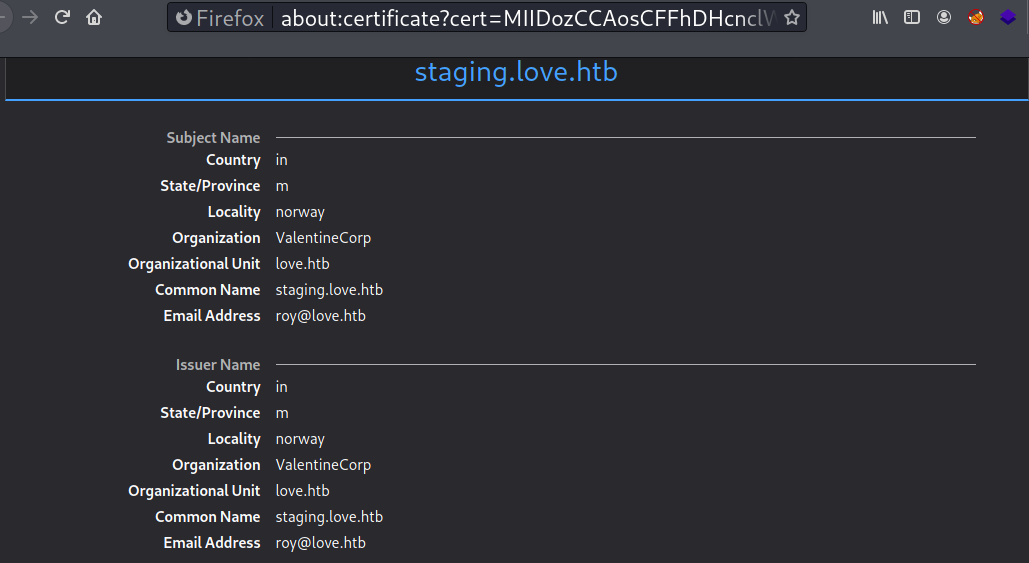 Firefox about:certificate?cert=MIIDozCCAosCFFhDHcnclW
staging.love.htb
Subject Name
Country in
State/Province m
Locality norway
Organization ValentineCorp
Organizational Unit love.htb
Common Name staging.love.htb
Email Address roy@love.htb
Issuer Name
Country in
State/Province m
Locality norway
Organization ValentineCorp
Organizational Unit love.htb
Common Name staging.love.htb
Email Address roy@love.htb